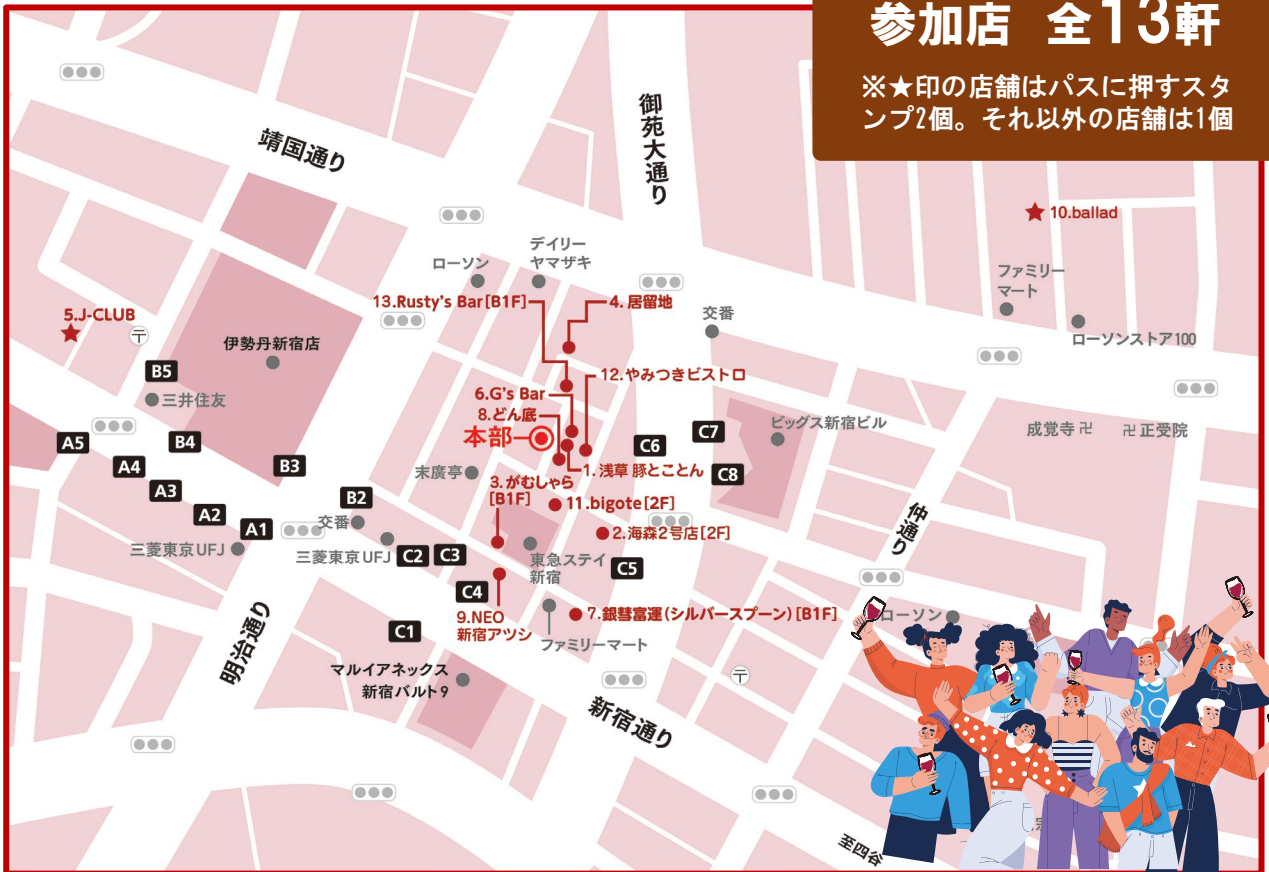 参加店 全13軒
※★印の店舗はパスに押すスタ
ンプ2個。それ以外の店舗は1個
靖国通り
御苑大通り
★ 10.ballad
デイリー
ヤマザキ
ローソン
ファミリー
マート
13.Rusty's Bar[B1F]
4. 居留地
交番
5.J-CLUB
〒
伊勢丹新宿店
ローソンストア100
B5
三井住友
12.やみつきビストロ
6.G's Bar
8.どん底
本部
ビッグス新宿ビル
成覚寺 卍
卍 正受院
A5
B4
C6
C7
A4
B3
末廣亭
1. 浅草 豚とことん
C8
A3
3.がむしゃら
[B1F]
B2
11.bigote[2F]
A2
交番
仲通り
A1
2.海森2号店[2F]
三菱東京UFJ
三菱東京UFJ
C2
C3
東急ステイ
新宿
C5
C4
9.NEO
新宿アツシ
7.銀彗富運(シルバースプーン)[B1F]
ローソン
C1
ファミリーマート
明治通り
マルイアネックス
新宿バルト9
〒
新宿通り
至四谷